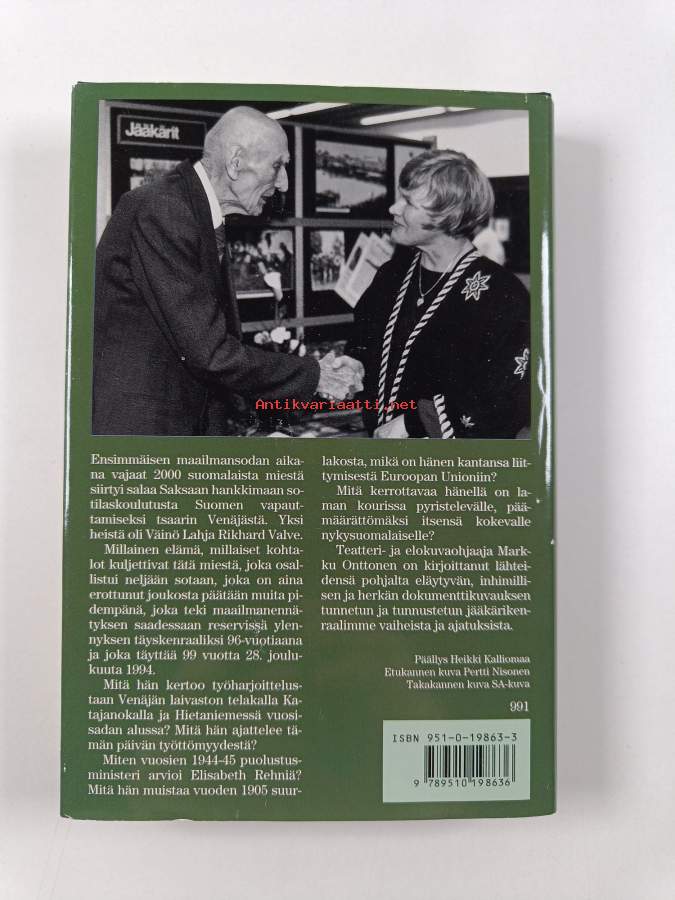 Jääkärit
Antikvariaatti.net
Ensimmäisen maailmansodan aika-
na vajaat 2000 suomalaista miestä
siirtyi salaa Saksaan hankkimaan so-
tilaskoulutusta Suomen vapaut-
tamiseksi tsaarin Venäjästä. Yksi
heistä oli Väinö Lahja Rikhard Valve.
Millainen elämä, millaiset kohta-
lot kuljettivat tätä miestä, joka osal-
listui neljään sotaan, joka on aina
erottunut joukosta päätään muita pi-
dempänä, joka teki maailmanennä-
tyksen saadessaan reservissä ylen-
nyksen täyskenraaliksi 96-vuotiaana
ja joka täyttää 99 vuotta 28. joulu-
kuuta 1994.
Mitä hän kertoo työharjoittelus-
taan Venäjän laivaston telakalla Ka-
tajanokalla ja Hietaniemessä vuosi-
sadan alussa? Mitä hän ajattelee tä-
män päivän työttömyydestä?
Miten vuosien 1944-45 puolustus-
ministeri arvioi Elisabeth Rehniä?
Mitä hän muistaa vuoden 1905 suur-
lakosta, mikä on hänen kantansa liit-
tymisestä Euroopan Unioniin?
Mitä kerrottavaa hänellä on la-
man kourissa pyristelevälle, pää-
määrättömäksi itsensä kokevalle
nykysuomalaiselle?
Teatteri- ja elokuvaohjaaja Mark-
ku Onttonen on kirjoittanut lähtei-
densä pohjalta eläytyvän, inhimilli-
sen ja herkän dokumenttikuvauksen
tunnetun ja tunnustetun jääkäriken-
raalimme vaiheista ja ajatuksista.
Päällys Heikki Kalliomaa
Etukannen kuva Pertti Nisonen
Takakannen kuva SA-kuva
991
ISBN 951-0-19863-3
9 789510 198636